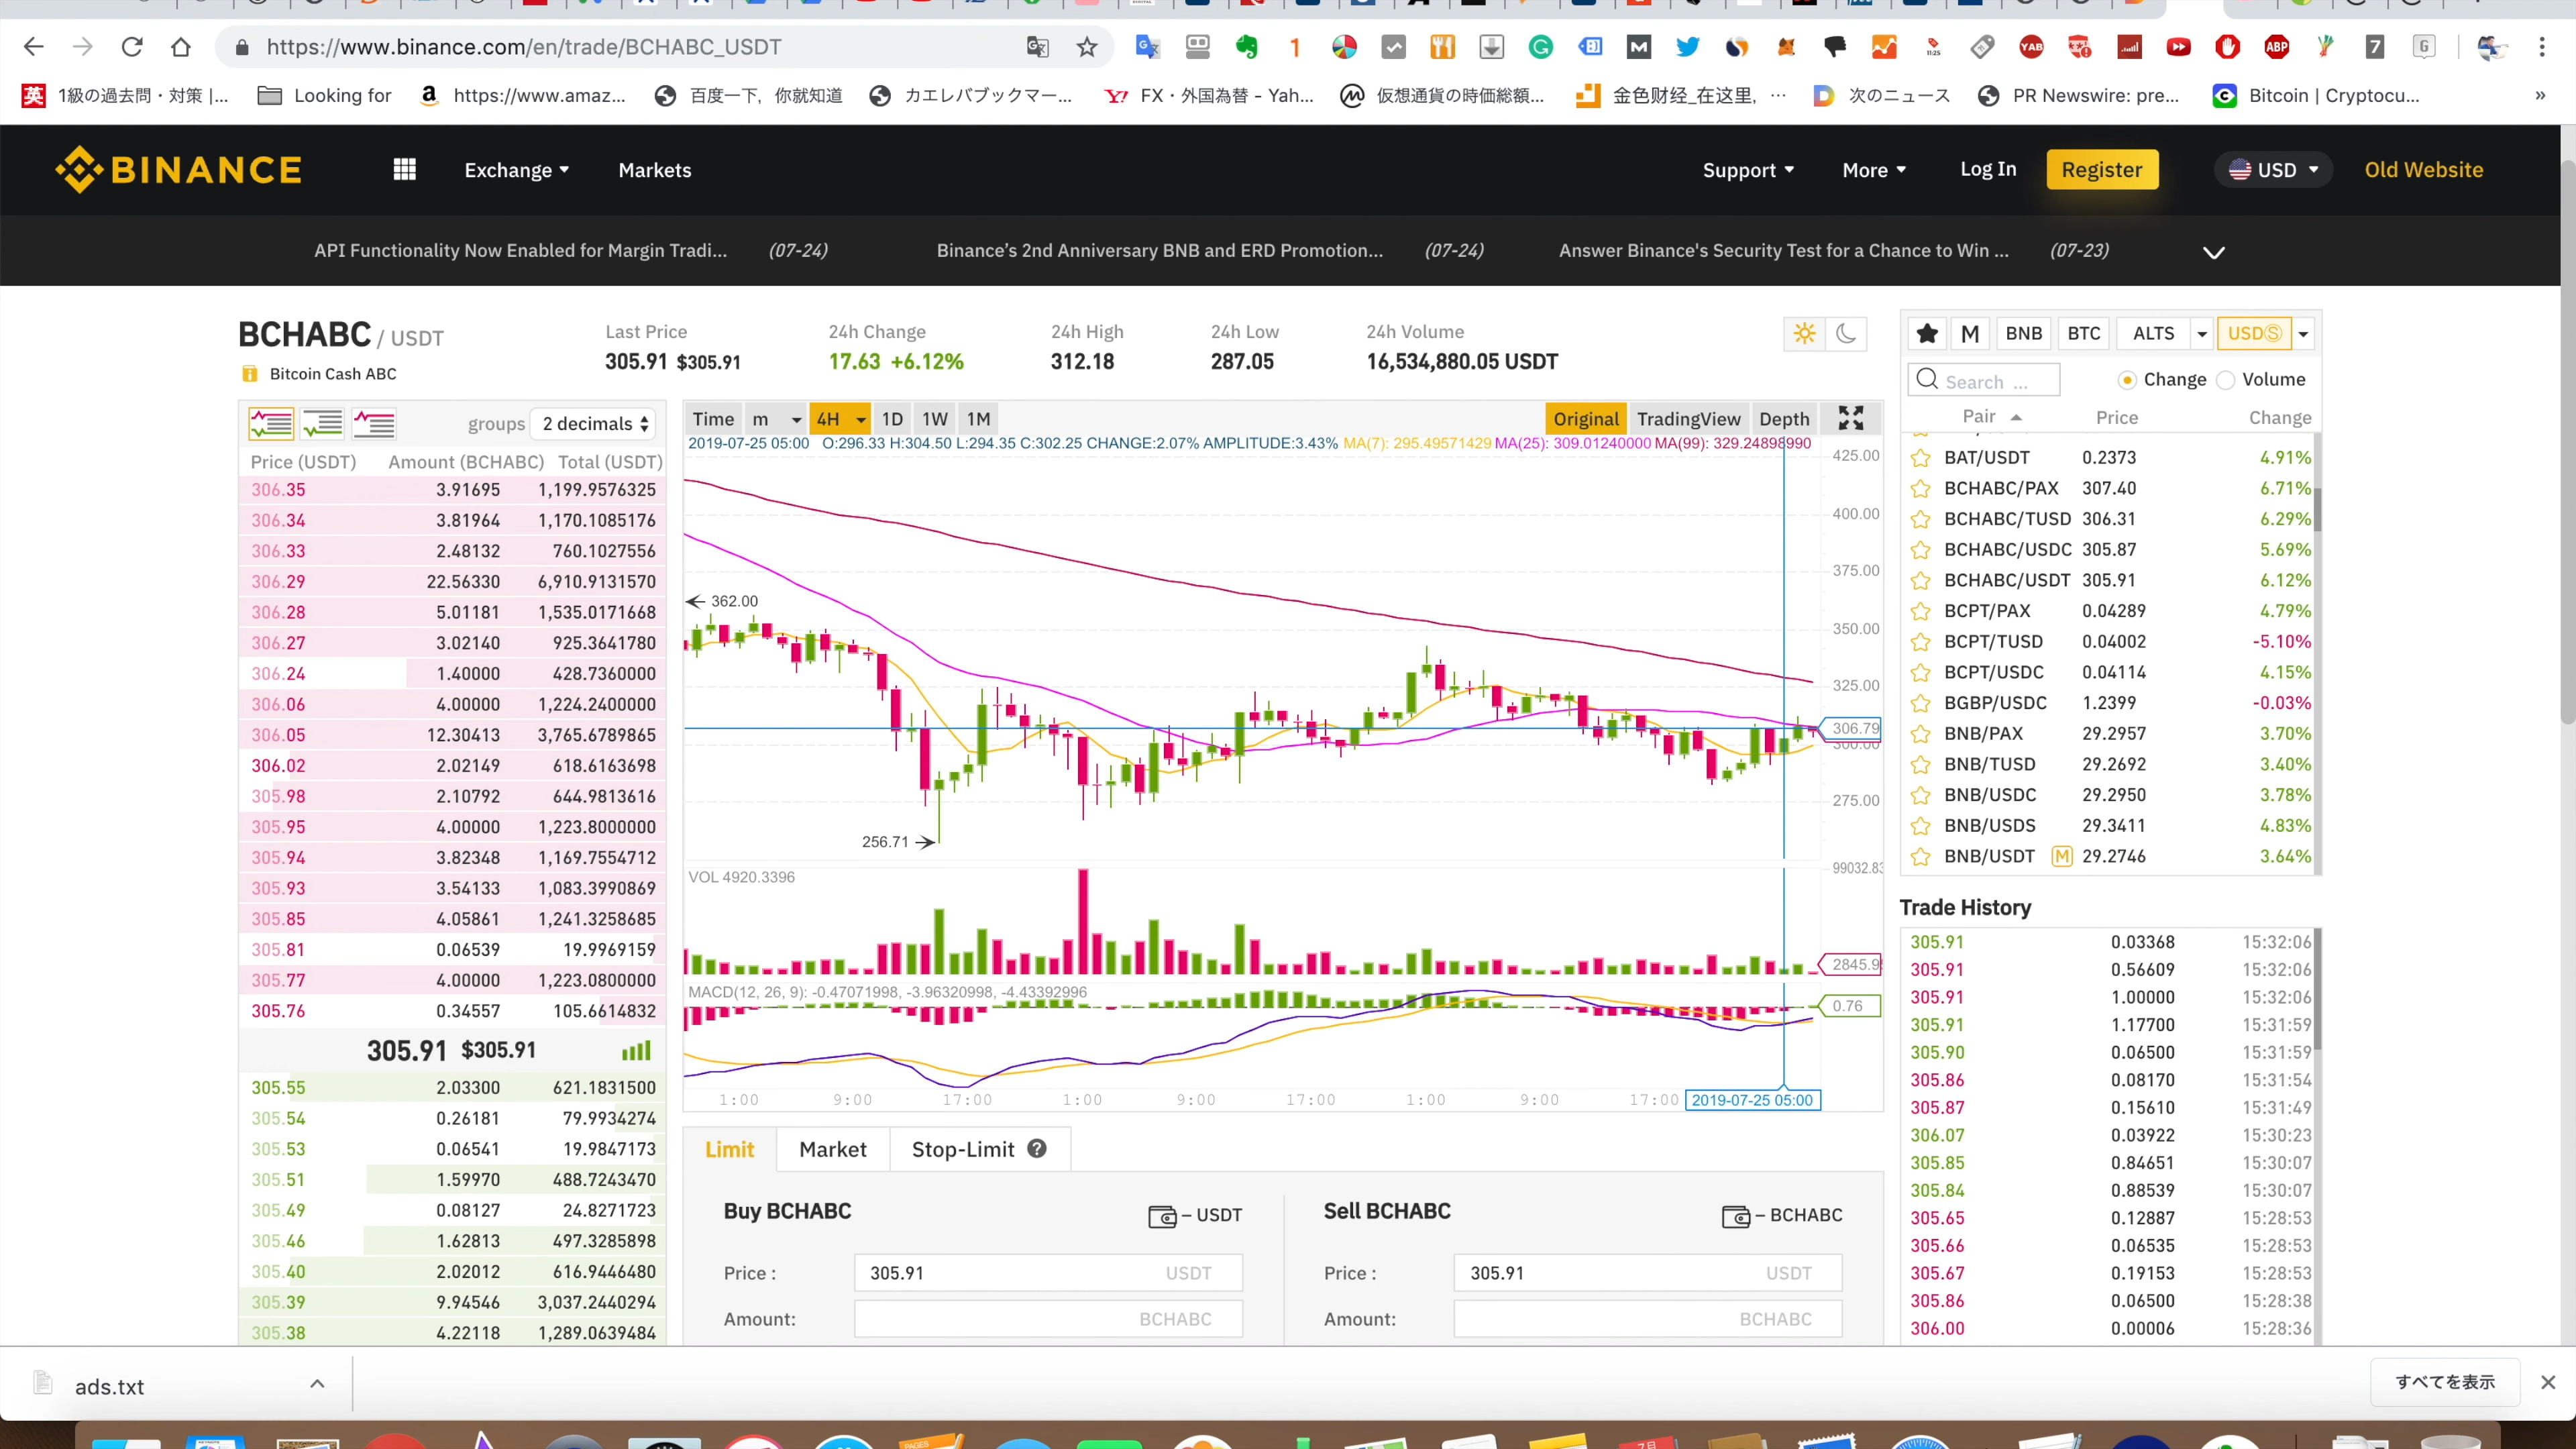 https://www.binance.com/en/trade/BCHABC_USDT
英 1級の過去問・対策 |... Looking for https://www.amaz... 百度一下，你就知道 カエレバブックマー... FX・外国為替 - Yah... 仮想通貨の時価総額... 金色财经_在这里, ... 次のニュース PR Newswire: pre... Bitcoin | Cryptocu... »
BINANCE Exchange Markets Support More Log In Register USD Old Website
API Functionality Now Enabled for Margin Tradi... (07-24) Binance’s 2nd Anniversary BNB and ERD Promotion... (07-24) Answer Binance's Security Test for a Chance to Win ... (07-23)
BCHABC / USDT
Bitcoin Cash ABC
Last Price 24h Change 24h High 24h Low 24h Volume
305.91 $305.91 17.63 +6.12% 312.18 287.05 16,534,880.05 USDT
groups 2 decimals
Price (USDT) Amount (BCHABC) Total (USDT)
306.35 3.91695 1,199.9576325
306.34 3.81964 1,170.1085176
306.33 2.48132 760.1027556
306.29 22.56330 6,910.9131570
306.28 5.01181 1,535.0171668
306.27 3.02140 925.3641780
306.24 1.40000 428.7360000
306.06 4.00000 1,224.2400000
306.05 12.30413 3,765.6789865
306.02 2.02149 618.6163698
305.98 2.10792 644.9813616
305.95 4.00000 1,223.8000000
305.94 3.82348 1,169.7554712
305.93 3.54133 1,083.3990869
305.85 4.05861 1,241.3258685
305.81 0.06539 19.9969159
305.77 4.00000 1,223.0800000
305.76 0.34557 105.6614832
305.91 $305.91
305.55 2.03300 621.1831500
305.54 0.26181 79.9934274
305.53 0.06541 19.9847173
305.51 1.59970 488.7243470
305.49 0.08127 24.8271723
305.46 1.62813 497.3285898
305.40 2.02012 616.9446480
305.39 9.94546 3,037.2440294
305.38 4.22118 1,289.0639484
Time m 4H 1D 1W 1M Original TradingView Depth
2019-07-25 05:00 O:296.33 H:304.50 L:294.35 C:302.25 CHANGE:2.07% AMPLITUDE:3.43% MA(7): 295.49571429 MA(25): 309.01240000 MA(99): 329.24898990
425.00
400.00
375.00
362.00
350.00
325.00
306.79
300.00
275.00
256.71
99032.83
VOL 4920.3396
2845.9
MACD(12, 26, 9): -0.47071998, -3.96320998, -4.43392996
0.76
1:00 9:00 17:00 1:00 9:00 17:00 1:00 9:00 17:00 2019-07-25 05:00
Limit Market Stop-Limit ?
Buy BCHABC – USDT
Price : 305.91 USDT
Amount: BCHABC
Sell BCHABC – BCHABC
Price : 305.91 USDT
Amount: BCHABC
M BNB BTC ALTS USDⓈ
Search ... Change Volume
Pair Price Change
BAT/USDT 0.2373 4.91%
BCHABC/PAX 307.40 6.71%
BCHABC/TUSD 306.31 6.29%
BCHABC/USDC 305.87 5.69%
BCHABC/USDT 305.91 6.12%
BCPT/PAX 0.04289 4.79%
BCPT/TUSD 0.04002 -5.10%
BCPT/USDC 0.04114 4.15%
BGBP/USDC 1.2399 -0.03%
BNB/PAX 29.2957 3.70%
BNB/TUSD 29.2692 3.40%
BNB/USDC 29.2950 3.78%
BNB/USDS 29.3411 4.83%
BNB/USDT M 29.2746 3.64%
Trade History
305.91 0.03368 15:32:06
305.91 0.56609 15:32:06
305.91 1.00000 15:32:06
305.91 1.17700 15:31:59
305.90 0.06500 15:31:59
305.86 0.08170 15:31:54
305.87 0.15610 15:31:49
306.07 0.03922 15:30:23
305.85 0.84651 15:30:07
305.84 0.88539 15:30:07
305.65 0.12887 15:28:53
305.66 0.06535 15:28:53
305.67 0.19153 15:28:53
305.86 0.06500 15:28:38
306.00 0.00006 15:28:36
ads.txt すべてを表示
PAGES 7月